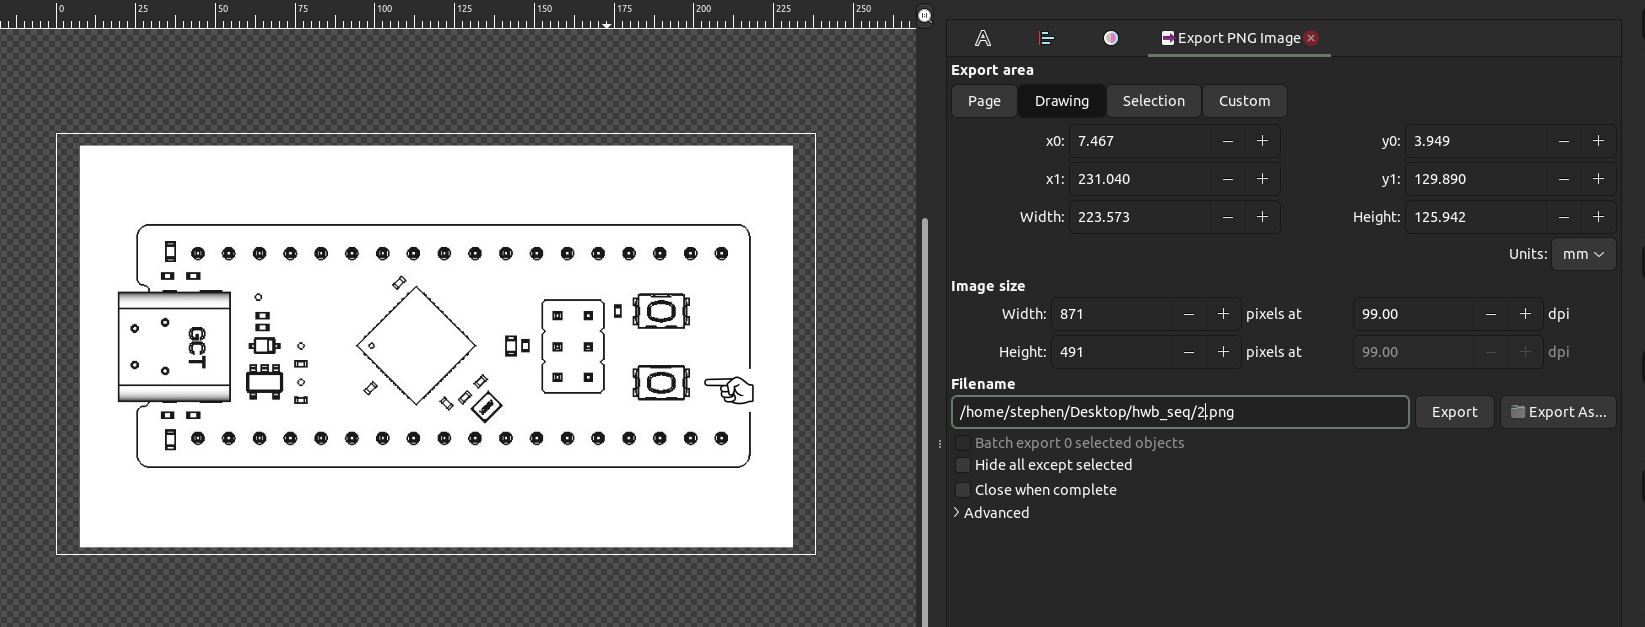 0 25 50 75 100 125 150 175 200 225 250
A Export PNG Image
Export area
Page Drawing Selection Custom
x0: 7.467 − + y0: 3.949 − +
x1: 231.040 − + y1: 129.890 − +
Width: 223.573 − + Height: 125.942 − +
Units: mm
Image size
Width: 871 − + pixels at 99.00 − + dpi
Height: 491 − + pixels at 99.00 − + dpi
Filename
/home/stephen/Desktop/hwb_seq/2.png Export Export As...
Batch export 0 selected objects
Hide all except selected
Close when complete
Advanced
GCT